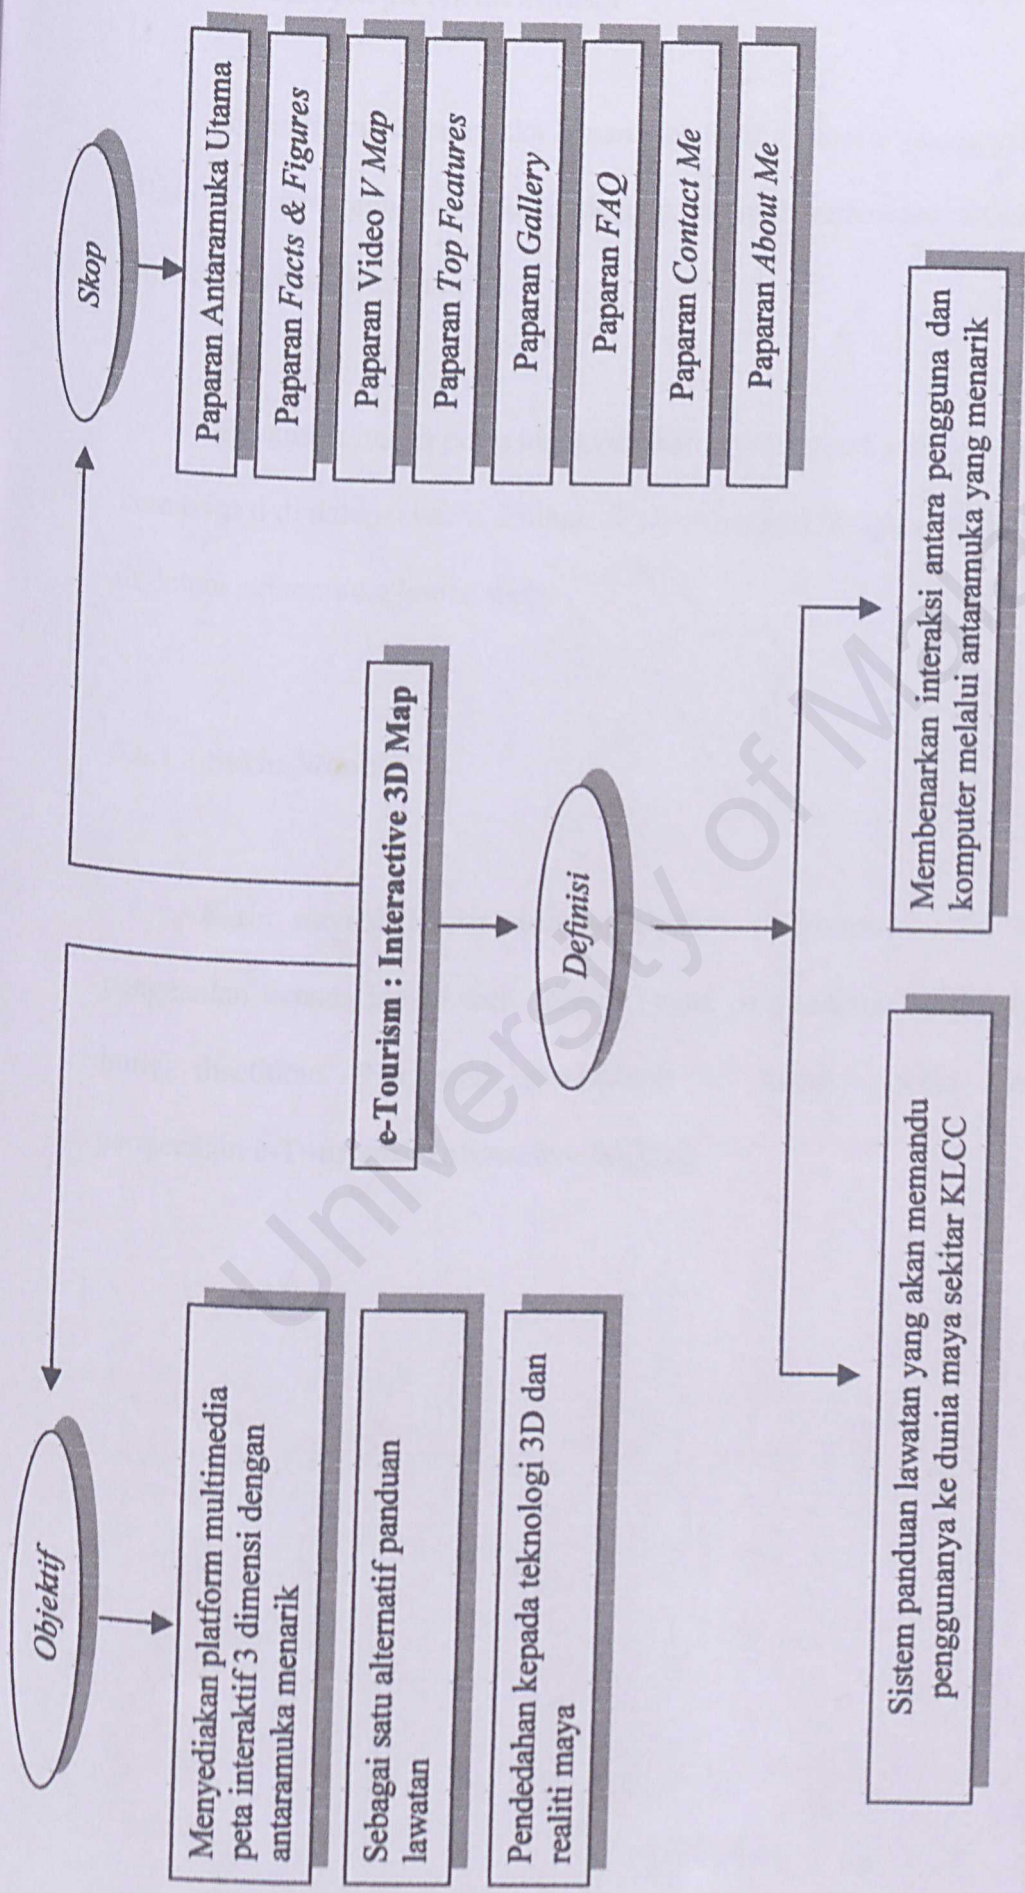 Objektif
Menyediakan platform multimedia
peta interaktif 3 dimensi dengan
antaramuka menarik
Sebagai satu alternatif panduan
lawatan
Pendedahan kepada teknologi 3D dan
realiti maya
e-Tourism : Interactive 3D Map
Skop
Paparan Antaramuka Utama
Paparan Facts & Figures
Paparan Video V Map
Paparan Top Features
Paparan Gallery
Paparan FAQ
Paparan Contact Me
Paparan About Me
Definisi
Sistem panduan lawatan yang akan memandu
penggunanya ke dunia maya sekitar KLCC
Membenarkan interaksi antara pengguna dan
komputer melalui antaramuka yang menarik
University of